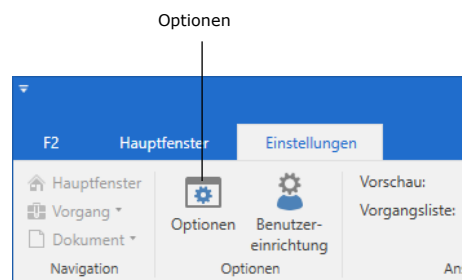 Optionen
F2 Hauptfenster Einstellungen
Hauptfenster
Vorgang
Dokument
Navigation
Optionen
Benutzer-
einrichtung
Optionen
Vorschau:
Vorgangsliste: